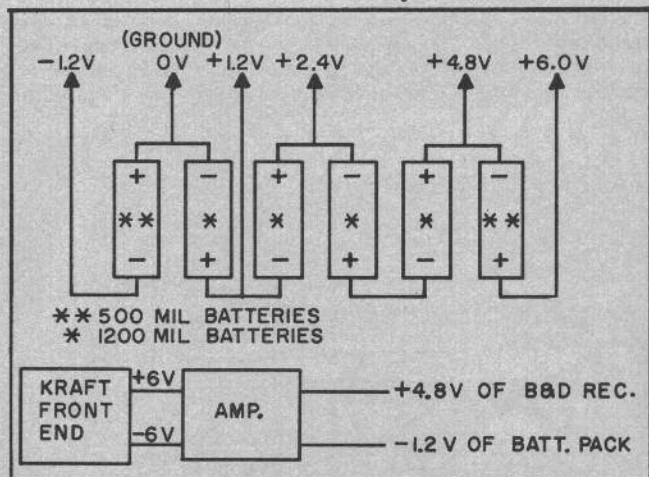 (GROUND)
-1.2V 0V +1.2V +2.4V +4.8V +6.0V
+ - + - + -
** * * * * **
- + - + - +
** 500 MIL BATTERIES
* 1200 MIL BATTERIES
KRAFT FRONT END
+6V
-6V
AMP.
+4.8V OF B&D REC.
-1.2V OF BATT. PACK